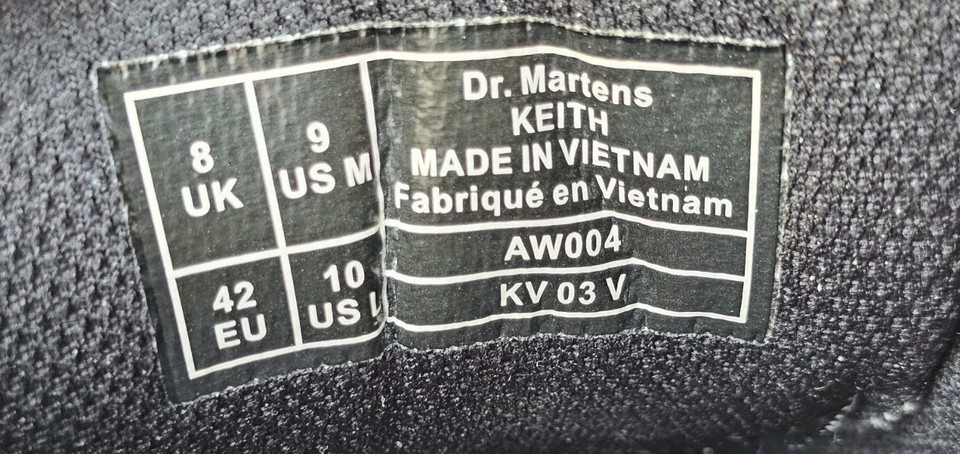 8
UK
9
US M
42
EU
10
US
Dr. Martens
KEITH
MADE IN VIETNAM
Fabriqué en Vietnam
AW004
KV 03 V